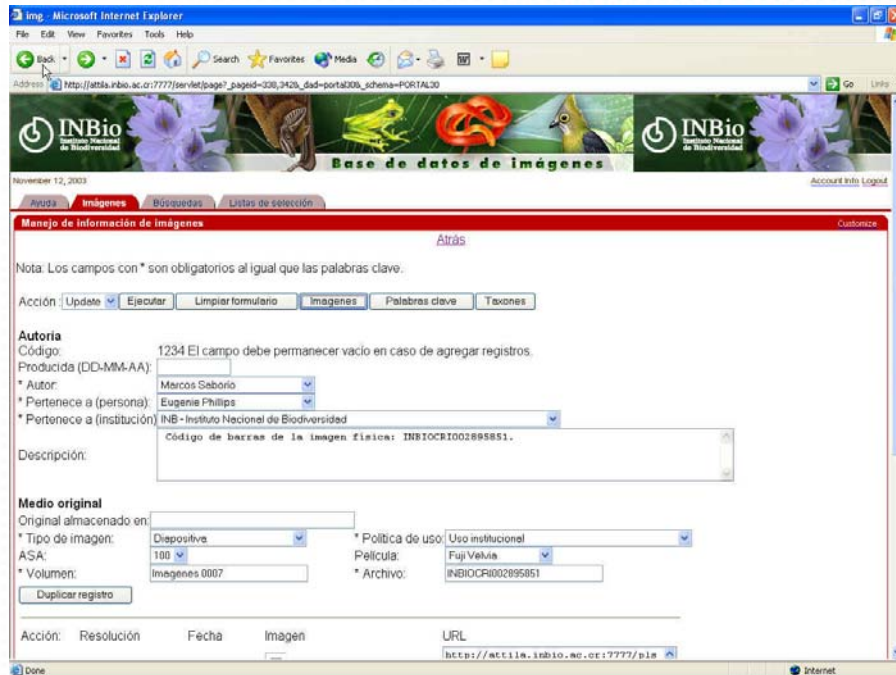 img - Microsoft Internet Explorer
File Edit View Favorites Tools Help
Back Search Favorites Media
Address http://attila.inbio.ac.cr:7777/servlet/page?_pageid=338,342&_dad=portal30&_schema=PORTAL30 Go Links
INBio Instituto Nacional de Biodiversidad Base de datos de imágenes INBio Instituto Nacional de Biodiversidad
November 12, 2003 Account Info Logout
Ayuda Imágenes Búsquedas Listas de selección
Manejo de información de imágenes Customize
Atrás
Nota: Los campos con * son obligatorios al igual que las palabras clave.
Acción : Update Ejecutar Limpiar formulario Imagenes Palabras clave Taxones
Autoría
Código: 1234 El campo debe permanecer vacío en caso de agregar registros.
Producida (DD-MM-AA):
* Autor: Marcos Saborío
* Pertenece a (persona): Eugenie Phillips
* Pertenece a (institución) INB - Instituto Nacional de Biodiversidad
Descripción: Código de barras de la imagen física: INBIOCRI002895851.
Medio original
Original almacenado en:
* Tipo de imagen: Diapositiva * Política de uso: Uso institucional
ASA: 100 Película: Fuji Velvia
* Volumen: Imagenes 0007 * Archivo: INBIOCRI002895851
Duplicar registro
Acción: Resolución Fecha Imagen URL
http://attila.inbio.ac.cr:7777/pls
Done Internet